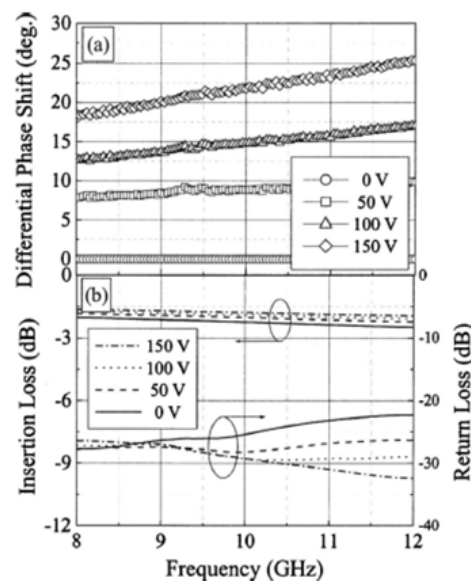 Differential Phase Shift (deg.)
30
25
20
15
10
5
0
(a)
0 V
50 V
100 V
150 V
Insertion Loss (dB)
0
-3
-6
-9
-12
(b)
150 V
100 V
50 V
0 V
0
-10
-20
-30
-40
Return Loss (dB)
8
9
10
11
12
Frequency (GHz)